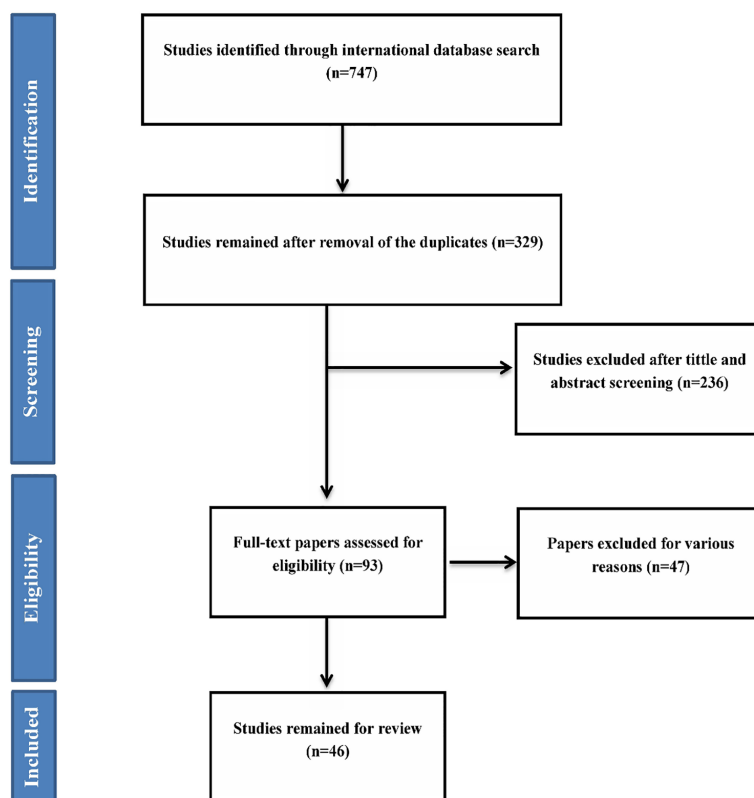 Identification
Studies identified through international database search
(n=747)
Studies remained after removal of the duplicates (n=329)
Screening
Studies excluded after tittle and
abstract screening (n=236)
Eligibility
Full-text papers assessed for
eligibility (n=93)
Papers excluded for various
reasons (n=47)
Included
Studies remained for review
(n=46)